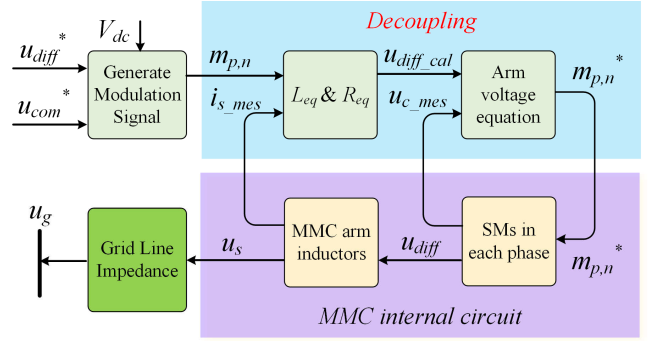 Decoupling
V_dc
u_diff^*
u_com^*
Generate
Modulation
Signal
m_p,n
i_s_mes
L_eq & R_eq
u_diff_cal
u_c_mes
Arm
voltage
equation
m_p,n^*
u_g
Grid Line
Impedance
u_s
MMC arm
inductors
u_diff
SMs in
each phase
m_p,n^*
MMC internal circuit